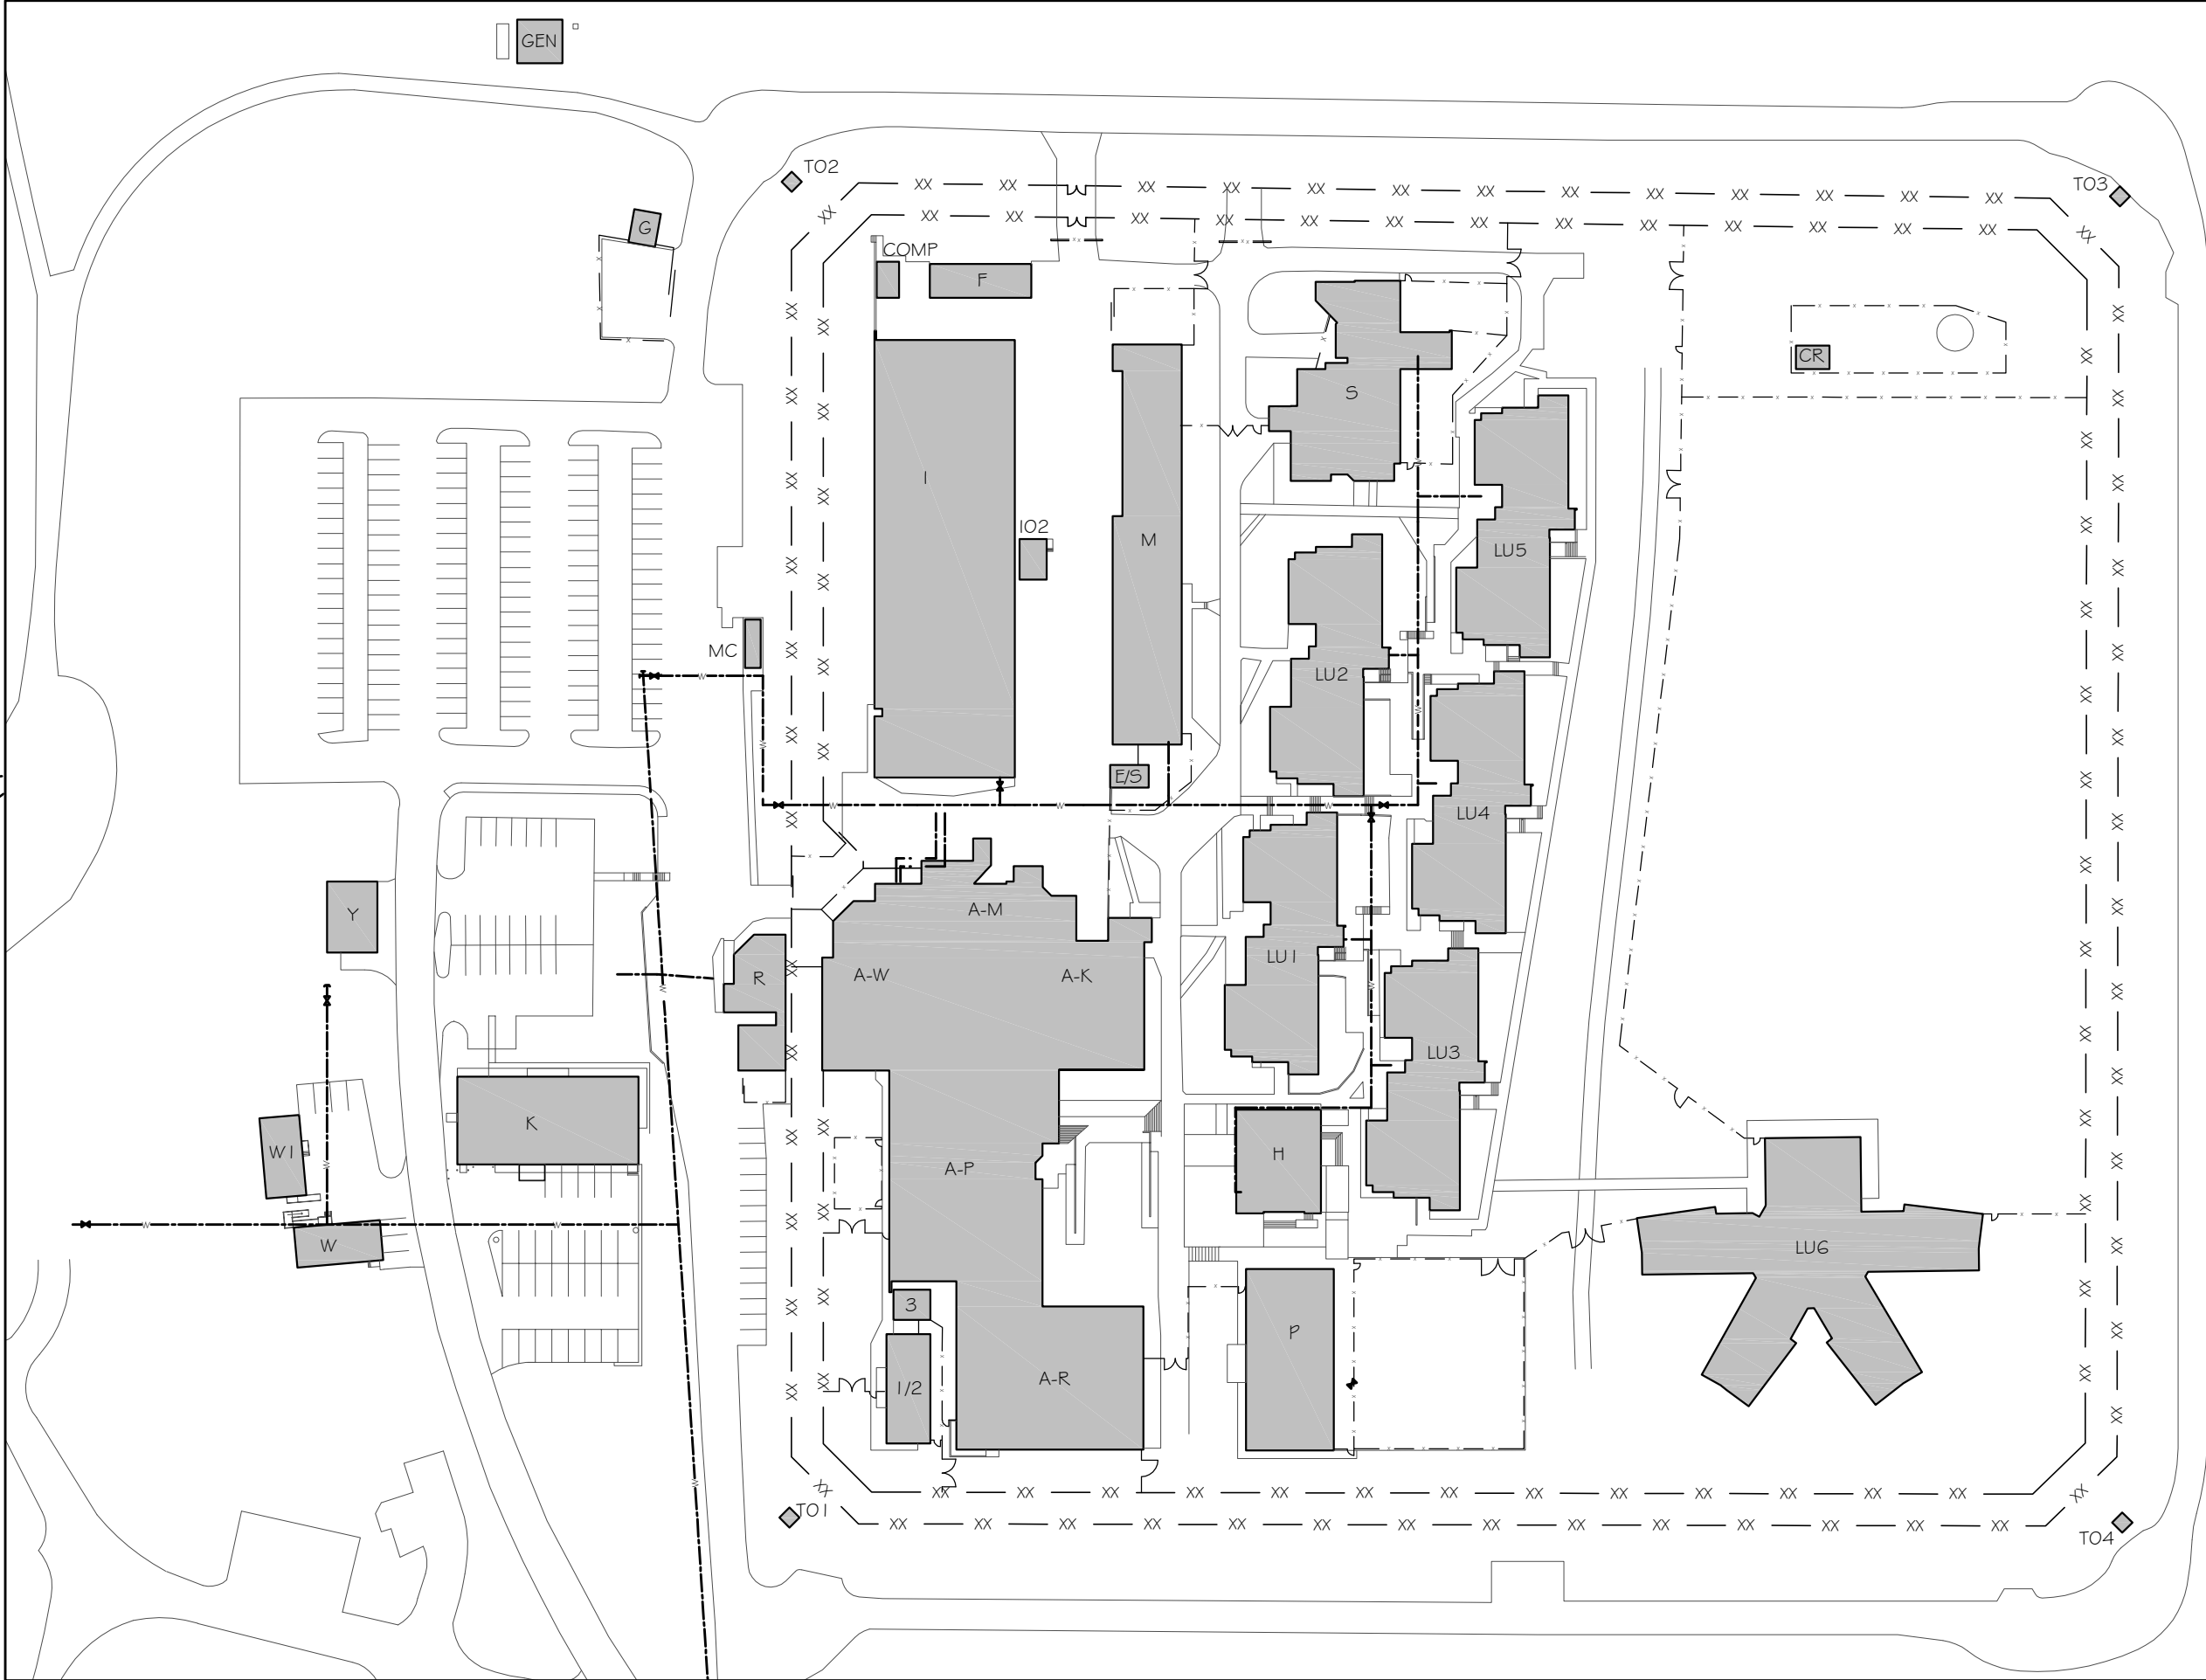 GEN
TO2
TO3
G
COMP
F
CR
S
I
IO2
M
LU5
MC
LU2
E/S
LU4
Y
A-M
R
A-W
A-K
LU1
LU3
K
W1
H
A-P
W
LU6
3
P
A-R
1/2
TO1
TO4